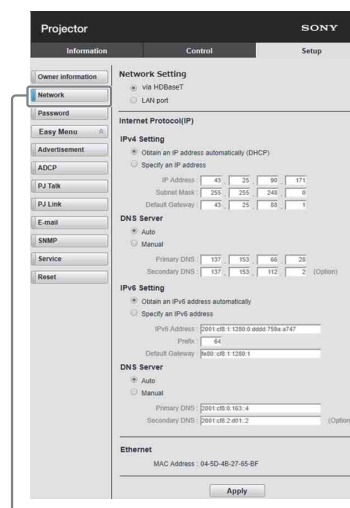 Projector
SONY
Information
Control
Setup
Owner information
Network
Password
Easy Menu
Advertisement
ADCP
PJ Talk
PJ Link
E-mail
SNMP
Service
Reset
Network Setting
via HDBaseT
LAN port
Internet Protocol(IP)
IPv4 Setting
Obtain an IP address automatically (DHCP)
Specify an IP address
IP Address : 43 . 25 . 90 . 171
Subnet Mask : 255 . 255 . 248 . 0
Default Gateway : 43 . 25 . 88 . 1
DNS Server
Auto
Manual
Primary DNS : 137 . 153 . 66 . 28
Secondary DNS : 137 . 153 . 112 . 2 (Option)
IPv6 Setting
Obtain an IPv6 address automatically
Specify an IPv6 address
IPv6 Address : 2001:cf8:1:1280:0:dddd:759a:a747
Prefix : 64
Default Gateway : fe80::cf8:1:1280:1
DNS Server
Auto
Manual
Primary DNS : 2001:cf8:0:163::4
Secondary DNS : 2001:cf8:2:d01::2 (Option
Ethernet
MAC Address : 04-5D-4B-27-65-BF
Apply